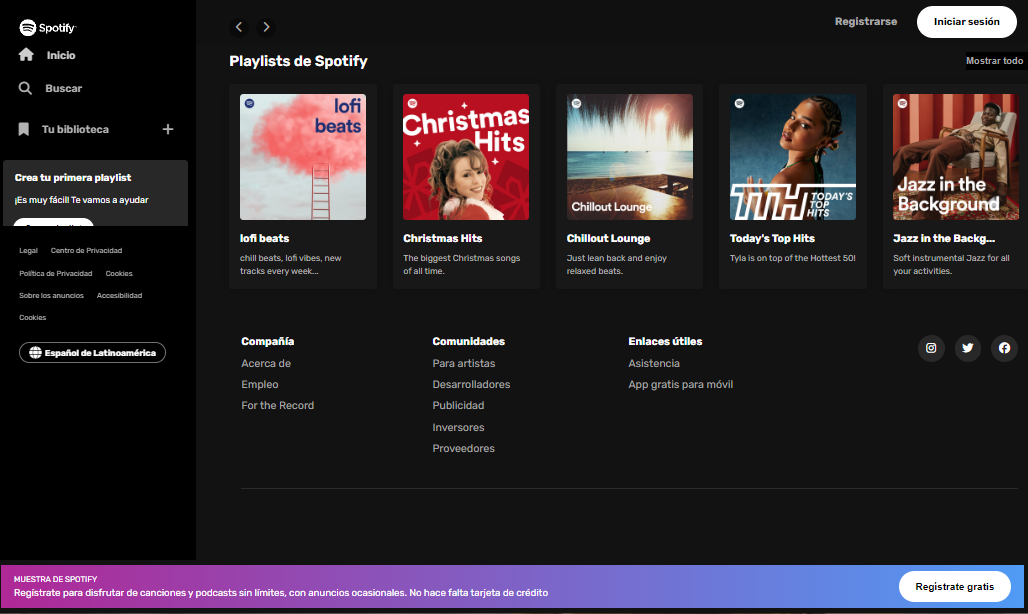 Spotify
Inicio
Buscar
Tu biblioteca
Crea tu primera playlist
¡Es muy fácil! Te vamos a ayudar
Legal Centro de Privacidad
Política de Privacidad Cookies
Sobre los anuncios Accesibilidad
Cookies
Español de Latinoamérica
Registrarse
Iniciar sesión
Playlists de Spotify
Mostrar todo
lofi
beats
lofi beats
chill beats, lofi vibes, new
tracks every week...
Christmas
Hits
Christmas Hits
The biggest Christmas songs
of all time.
Chillout Lounge
Chillout Lounge
Just lean back and enjoy
relaxed beats.
TTH TODAY'S
TOP
HITS
Today's Top Hits
Tyla is on top of the Hottest 50!
Jazz in the
Background
Jazz in the Backg...
Soft instrumental Jazz for all
your activities.
Compañía
Acerca de
Empleo
For the Record
Comunidades
Para artistas
Desarrolladores
Publicidad
Inversores
Proveedores
Enlaces útiles
Asistencia
App gratis para móvil
MUESTRA DE SPOTIFY
Regístrate para disfrutar de canciones y podcasts sin límites, con anuncios ocasionales. No hace falta tarjeta de crédito
Registrate gratis